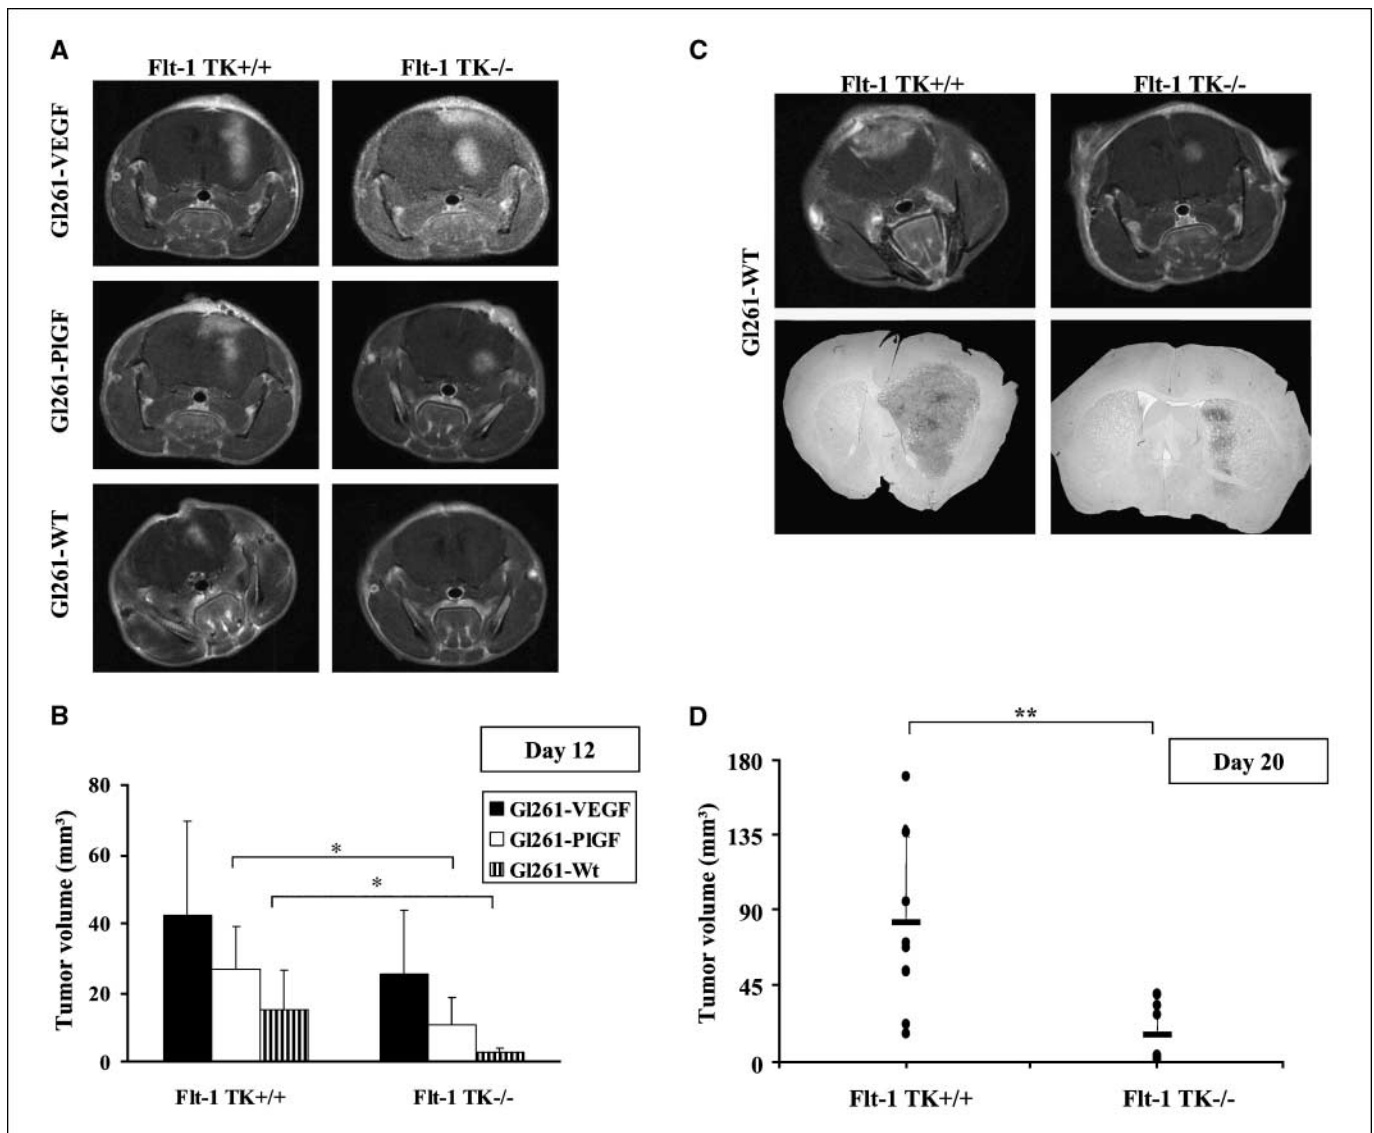 A
Flt-1 TK+/+
Flt-1 TK-/-
Gl261-VEGF
Gl261-PlGF
Gl261-WT
B
Day 12
Gl261-VEGF
Gl261-PlGF
Gl261-Wt
*
*
Tumor volume (mm³)
80
60
40
20
0
Flt-1 TK+/+
Flt-1 TK-/-
C
Flt-1 TK+/+
Flt-1 TK-/-
Gl261-WT
D
**
Day 20
Tumor volume (mm³)
180
135
90
45
0
Flt-1 TK+/+
Flt-1 TK-/-